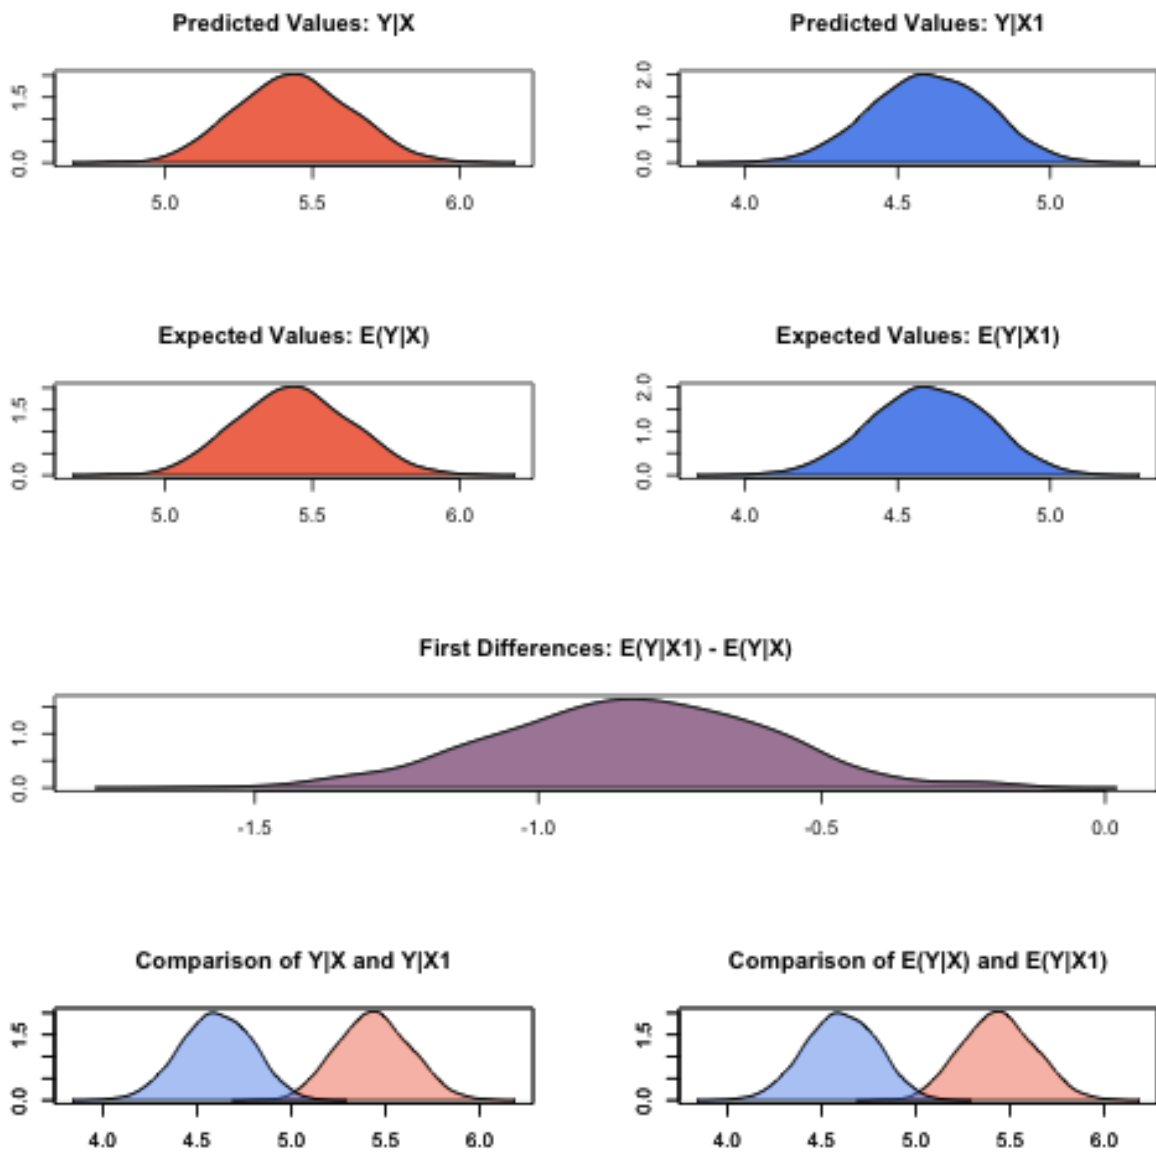 Predicted Values: Y|X
1.5
0.0
5.0 5.5 6.0
Predicted Values: Y|X1
2.0
1.0
0.0
4.0 4.5 5.0
Expected Values: E(Y|X)
1.5
0.0
5.0 5.5 6.0
Expected Values: E(Y|X1)
2.0
1.0
0.0
4.0 4.5 5.0
First Differences: E(Y|X1) - E(Y|X)
1.0
0.0
-1.5 -1.0 -0.5 0.0
Comparison of Y|X and Y|X1
1.5
0.0
4.0 4.5 5.0 5.5 6.0
Comparison of E(Y|X) and E(Y|X1)
1.5
0.0
4.0 4.5 5.0 5.5 6.0